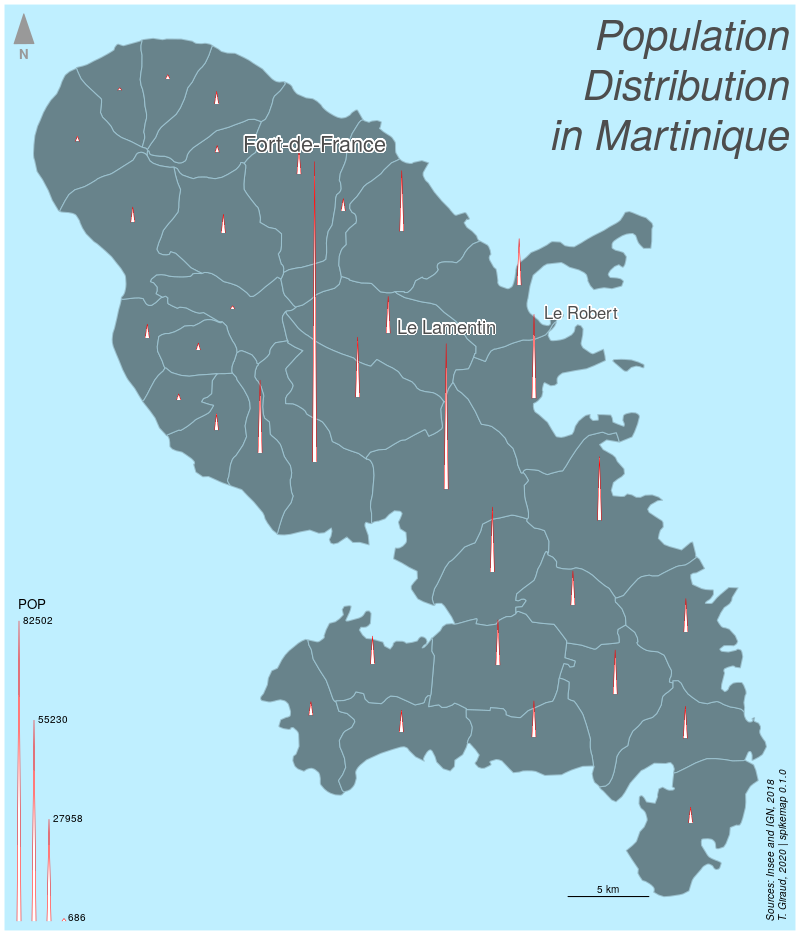 Population
Distribution
in Martinique
N
Fort-de-France
Le Robert
Le Lamentin
POP
82502
55230
27958
686
5 km
Sources: Insee and IGN, 2018
T. Giraud, 2020 | spikemap 0.1.0